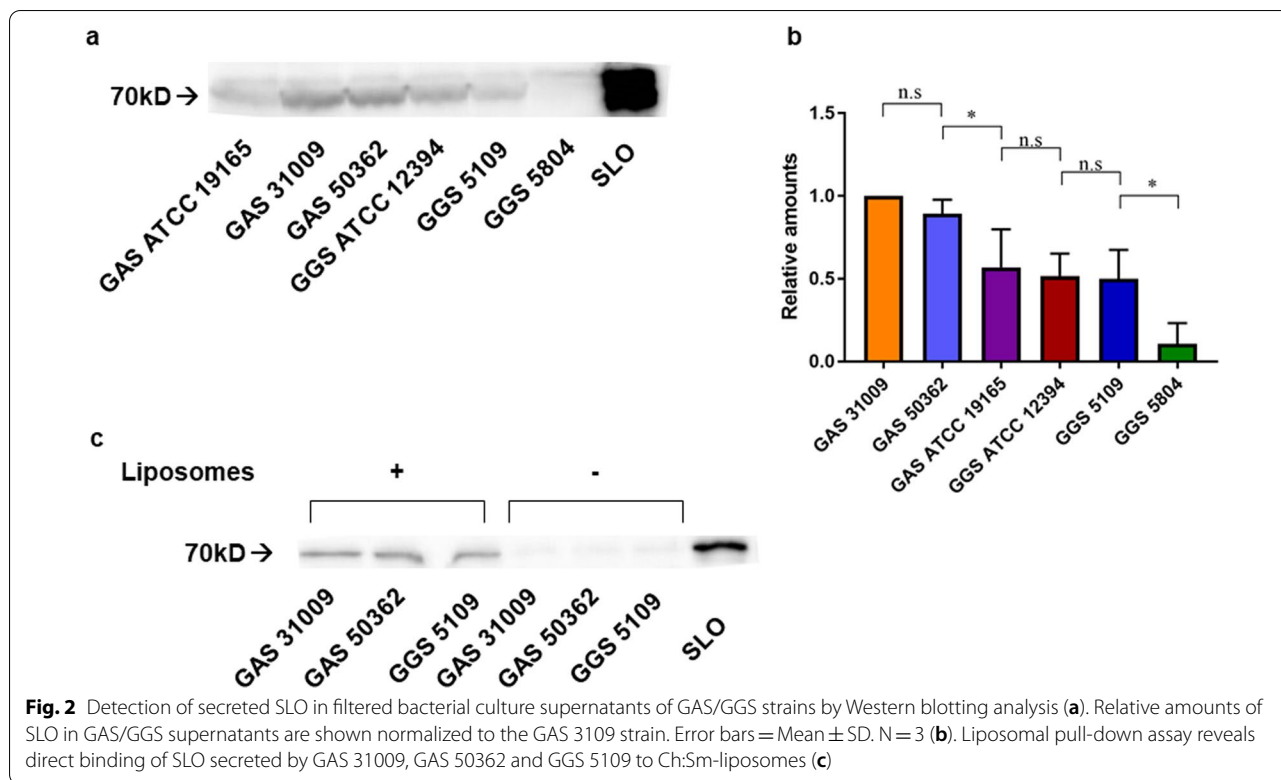 a
70kD →
GAS ATCC 19165
GAS 31009
GAS 50362
GGS ATCC 12394
GGS 5109
GGS 5804
SLO
b
Relative amounts
1.5
1.0
0.5
0.0
n.s
*
n.s
n.s
*
GAS 31009
GAS 50362
GAS ATCC 19165
GGS ATCC 12394
GGS 5109
GGS 5804
c
Liposomes + -
70kD →
GAS 31009
GAS 50362
GGS 5109
GAS 31009
GAS 50362
GGS 5109
SLO
Fig. 2 Detection of secreted SLO in filtered bacterial culture supernatants of GAS/GGS strains by Western blotting analysis (a). Relative amounts of
SLO in GAS/GGS supernatants are shown normalized to the GAS 3109 strain. Error bars = Mean ± SD. N = 3 (b). Liposomal pull-down assay reveals
direct binding of SLO secreted by GAS 31009, GAS 50362 and GGS 5109 to Ch:Sm-liposomes (c)